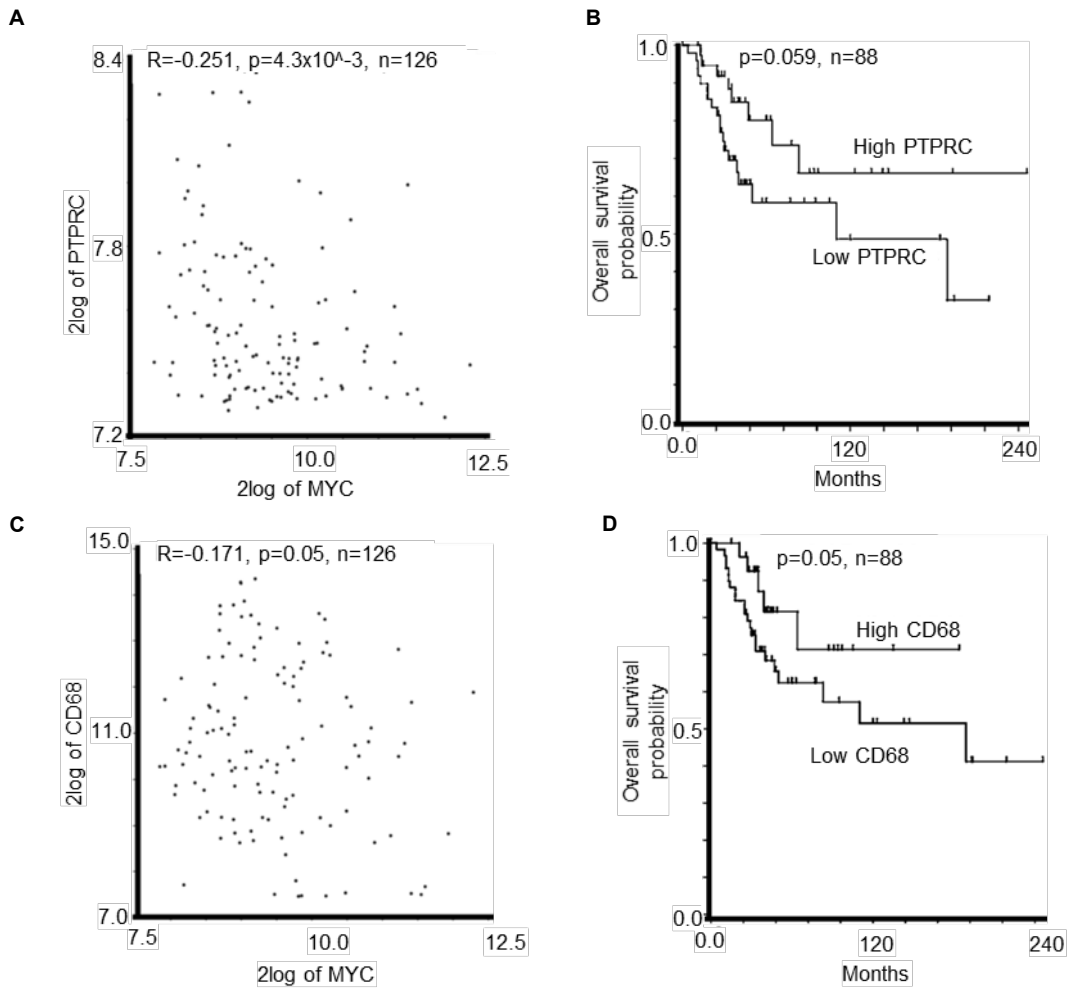 A
R=-0.251, p=4.3x10^-3, n=126
8.4
7.8
7.2
2log of PTPRC
7.5
10.0
12.5
2log of MYC
B
p=0.059, n=88
1.0
0.5
0.0
Overall survival
probability
High PTPRC
Low PTPRC
0.0
120
240
Months
C
R=-0.171, p=0.05, n=126
15.0
11.0
7.0
2log of CD68
7.5
10.0
12.5
2log of MYC
D
p=0.05, n=88
1.0
0.5
0.0
Overall survival
probability
High CD68
Low CD68
0.0
120
240
Months